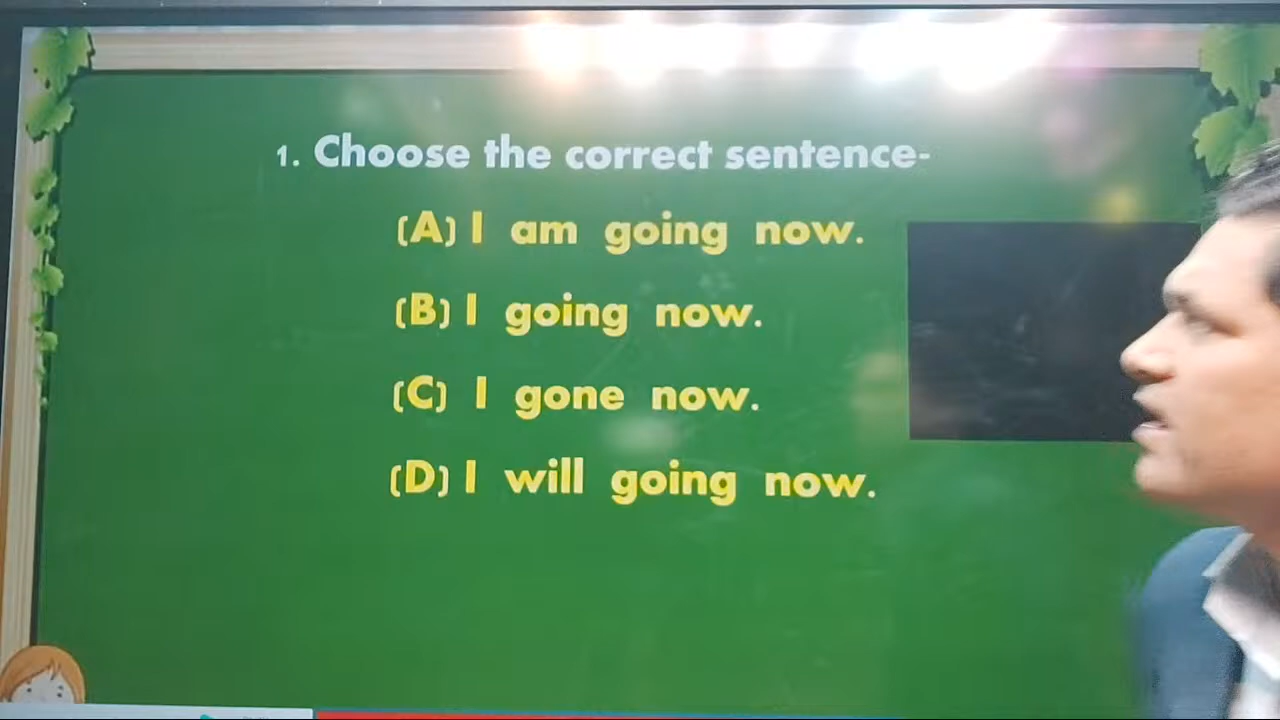 1. Choose the correct sentence-
(A) I am going now.
(B) I going now.
(C) I gone now.
(D) I will going now.